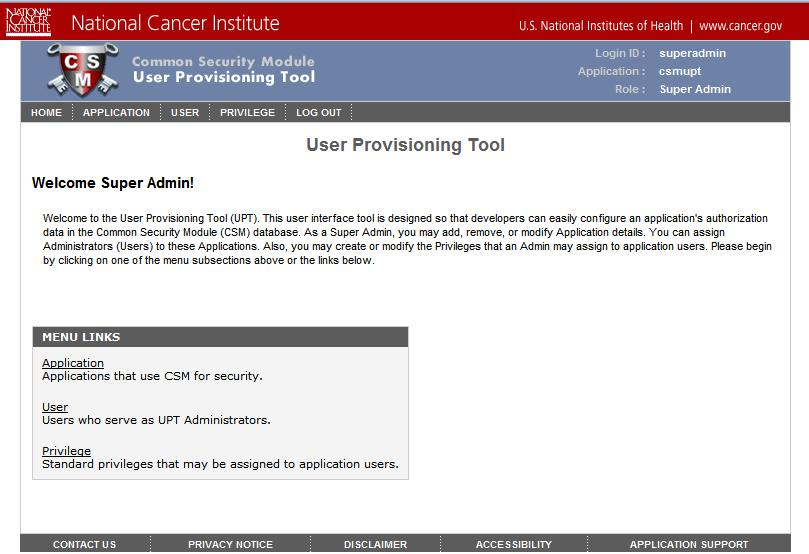 NATIONAL
CANCER
INSTITUTE
National Cancer Institute
U.S. National Institutes of Health | www.cancer.gov
C S
M
Common Security Module
User Provisioning Tool
Login ID : superadmin
Application : csmupt
Role : Super Admin
HOME APPLICATION USER PRIVILEGE LOG OUT
User Provisioning Tool
Welcome Super Admin!
Welcome to the User Provisioning Tool (UPT). This user interface tool is designed so that developers can easily configure an application's authorization
data in the Common Security Module (CSM) database. As a Super Admin, you may add, remove, or modify Application details. You can assign
Administrators (Users) to these Applications. Also, you may create or modify the Privileges that an Admin may assign to application users. Please begin
by clicking on one of the menu subsections above or the links below.
MENU LINKS
Application
Applications that use CSM for security.
User
Users who serve as UPT Administrators.
Privilege
Standard privileges that may be assigned to application users.
CONTACT US PRIVACY NOTICE DISCLAIMER ACCESSIBILITY APPLICATION SUPPORT